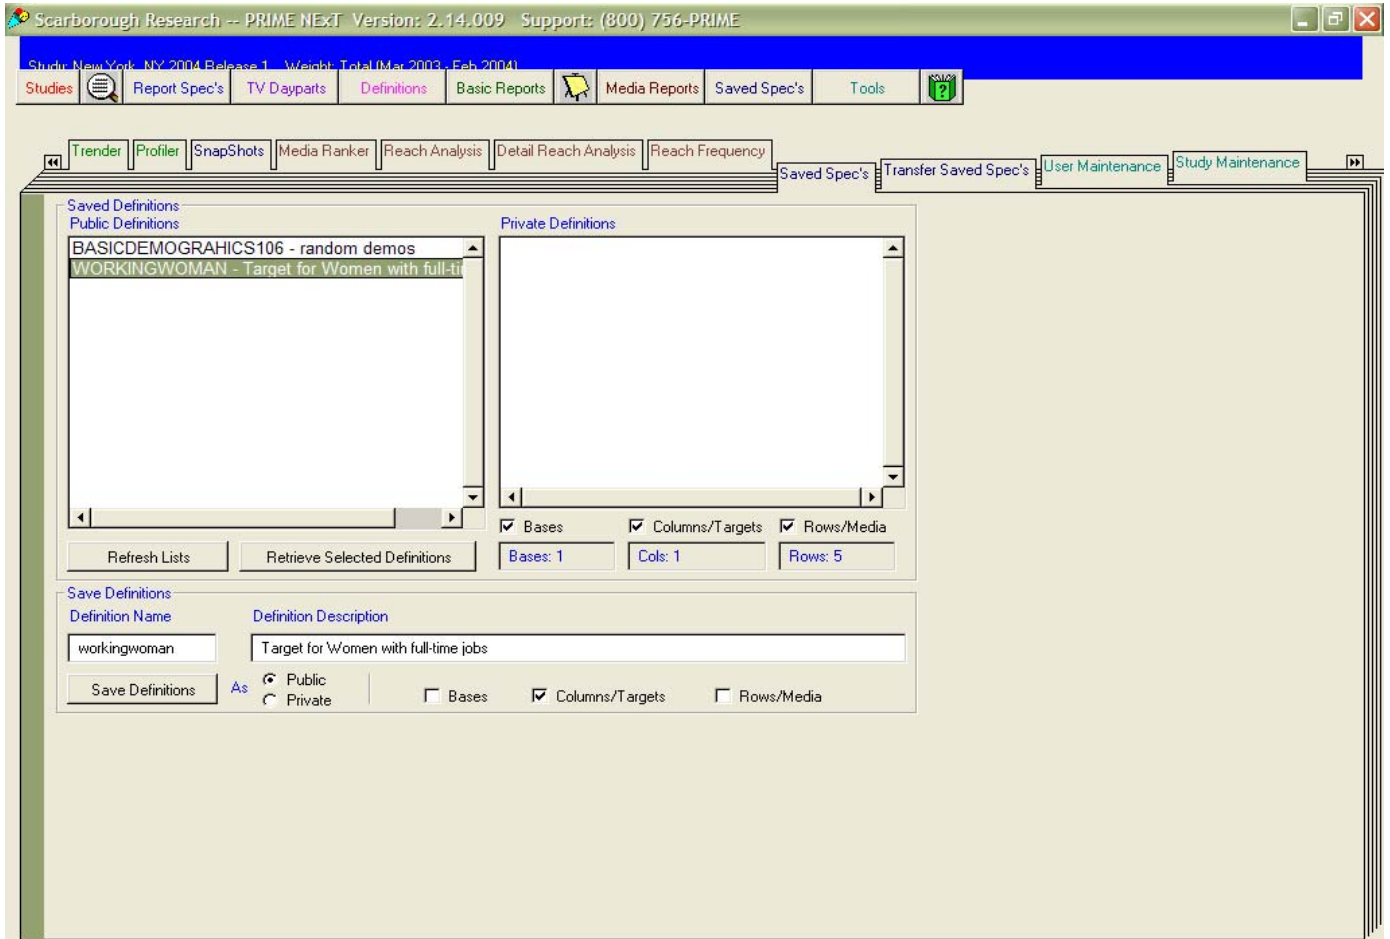 Scarborough Research -- PRIME NExT Version: 2.14.009 Support: (800) 756-PRIME
Study: New York, NY 2004 Release 1 Weight: Total (Mar 2003 - Feb 2004)
Studies Report Spec's TV Dayparts Definitions Basic Reports Media Reports Saved Spec's Tools
Trender Profiler SnapShots Media Ranker Reach Analysis Detail Reach Analysis Reach Frequency
Saved Spec's Transfer Saved Spec's User Maintenance Study Maintenance
Saved Definitions
Public Definitions Private Definitions
BASICDEMOGRAHICS106 - random demos
WORKINGWOMAN - Target for Women with full-ti
Bases Columns/Targets Rows/Media
Refresh Lists Retrieve Selected Definitions Bases: 1 Cols: 1 Rows: 5
Save Definitions
Definition Name Definition Description
workingwoman Target for Women with full-time jobs
Save Definitions As Public
Private Bases Columns/Targets Rows/Media